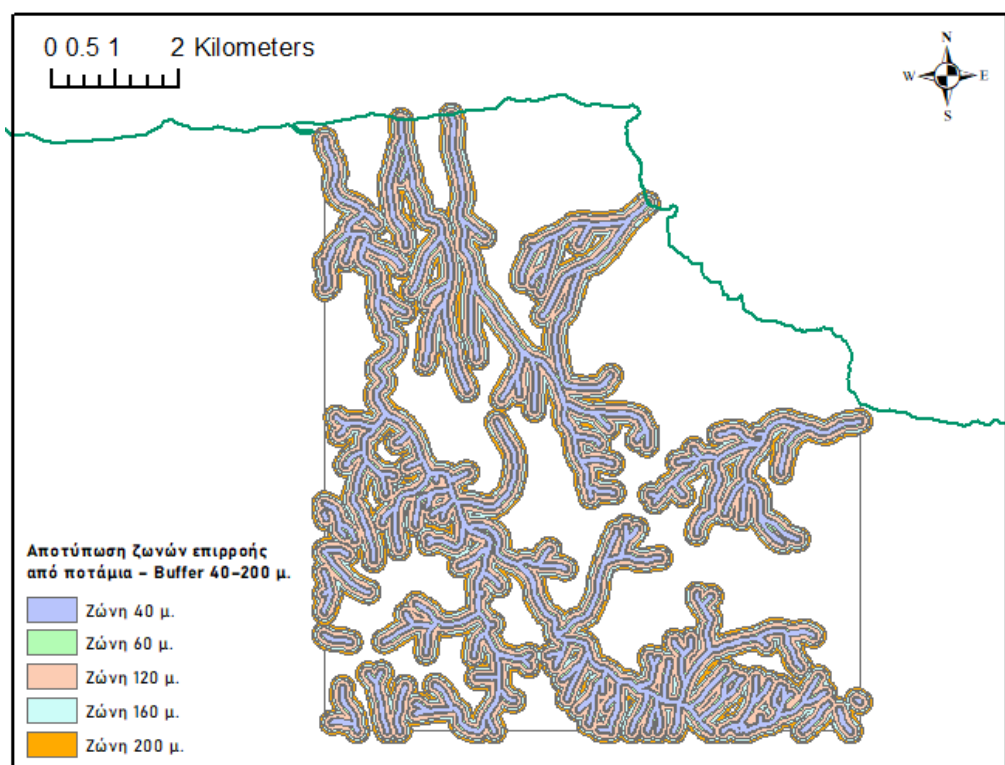 0 0.5 1 2 Kilometers
N
W E
S
Αποτύπωση ζωνών επιρροής
από ποτάμια – Buffer 40-200 μ.
Ζώνη 40 μ.
Ζώνη 60 μ.
Ζώνη 120 μ.
Ζώνη 160 μ.
Ζώνη 200 μ.